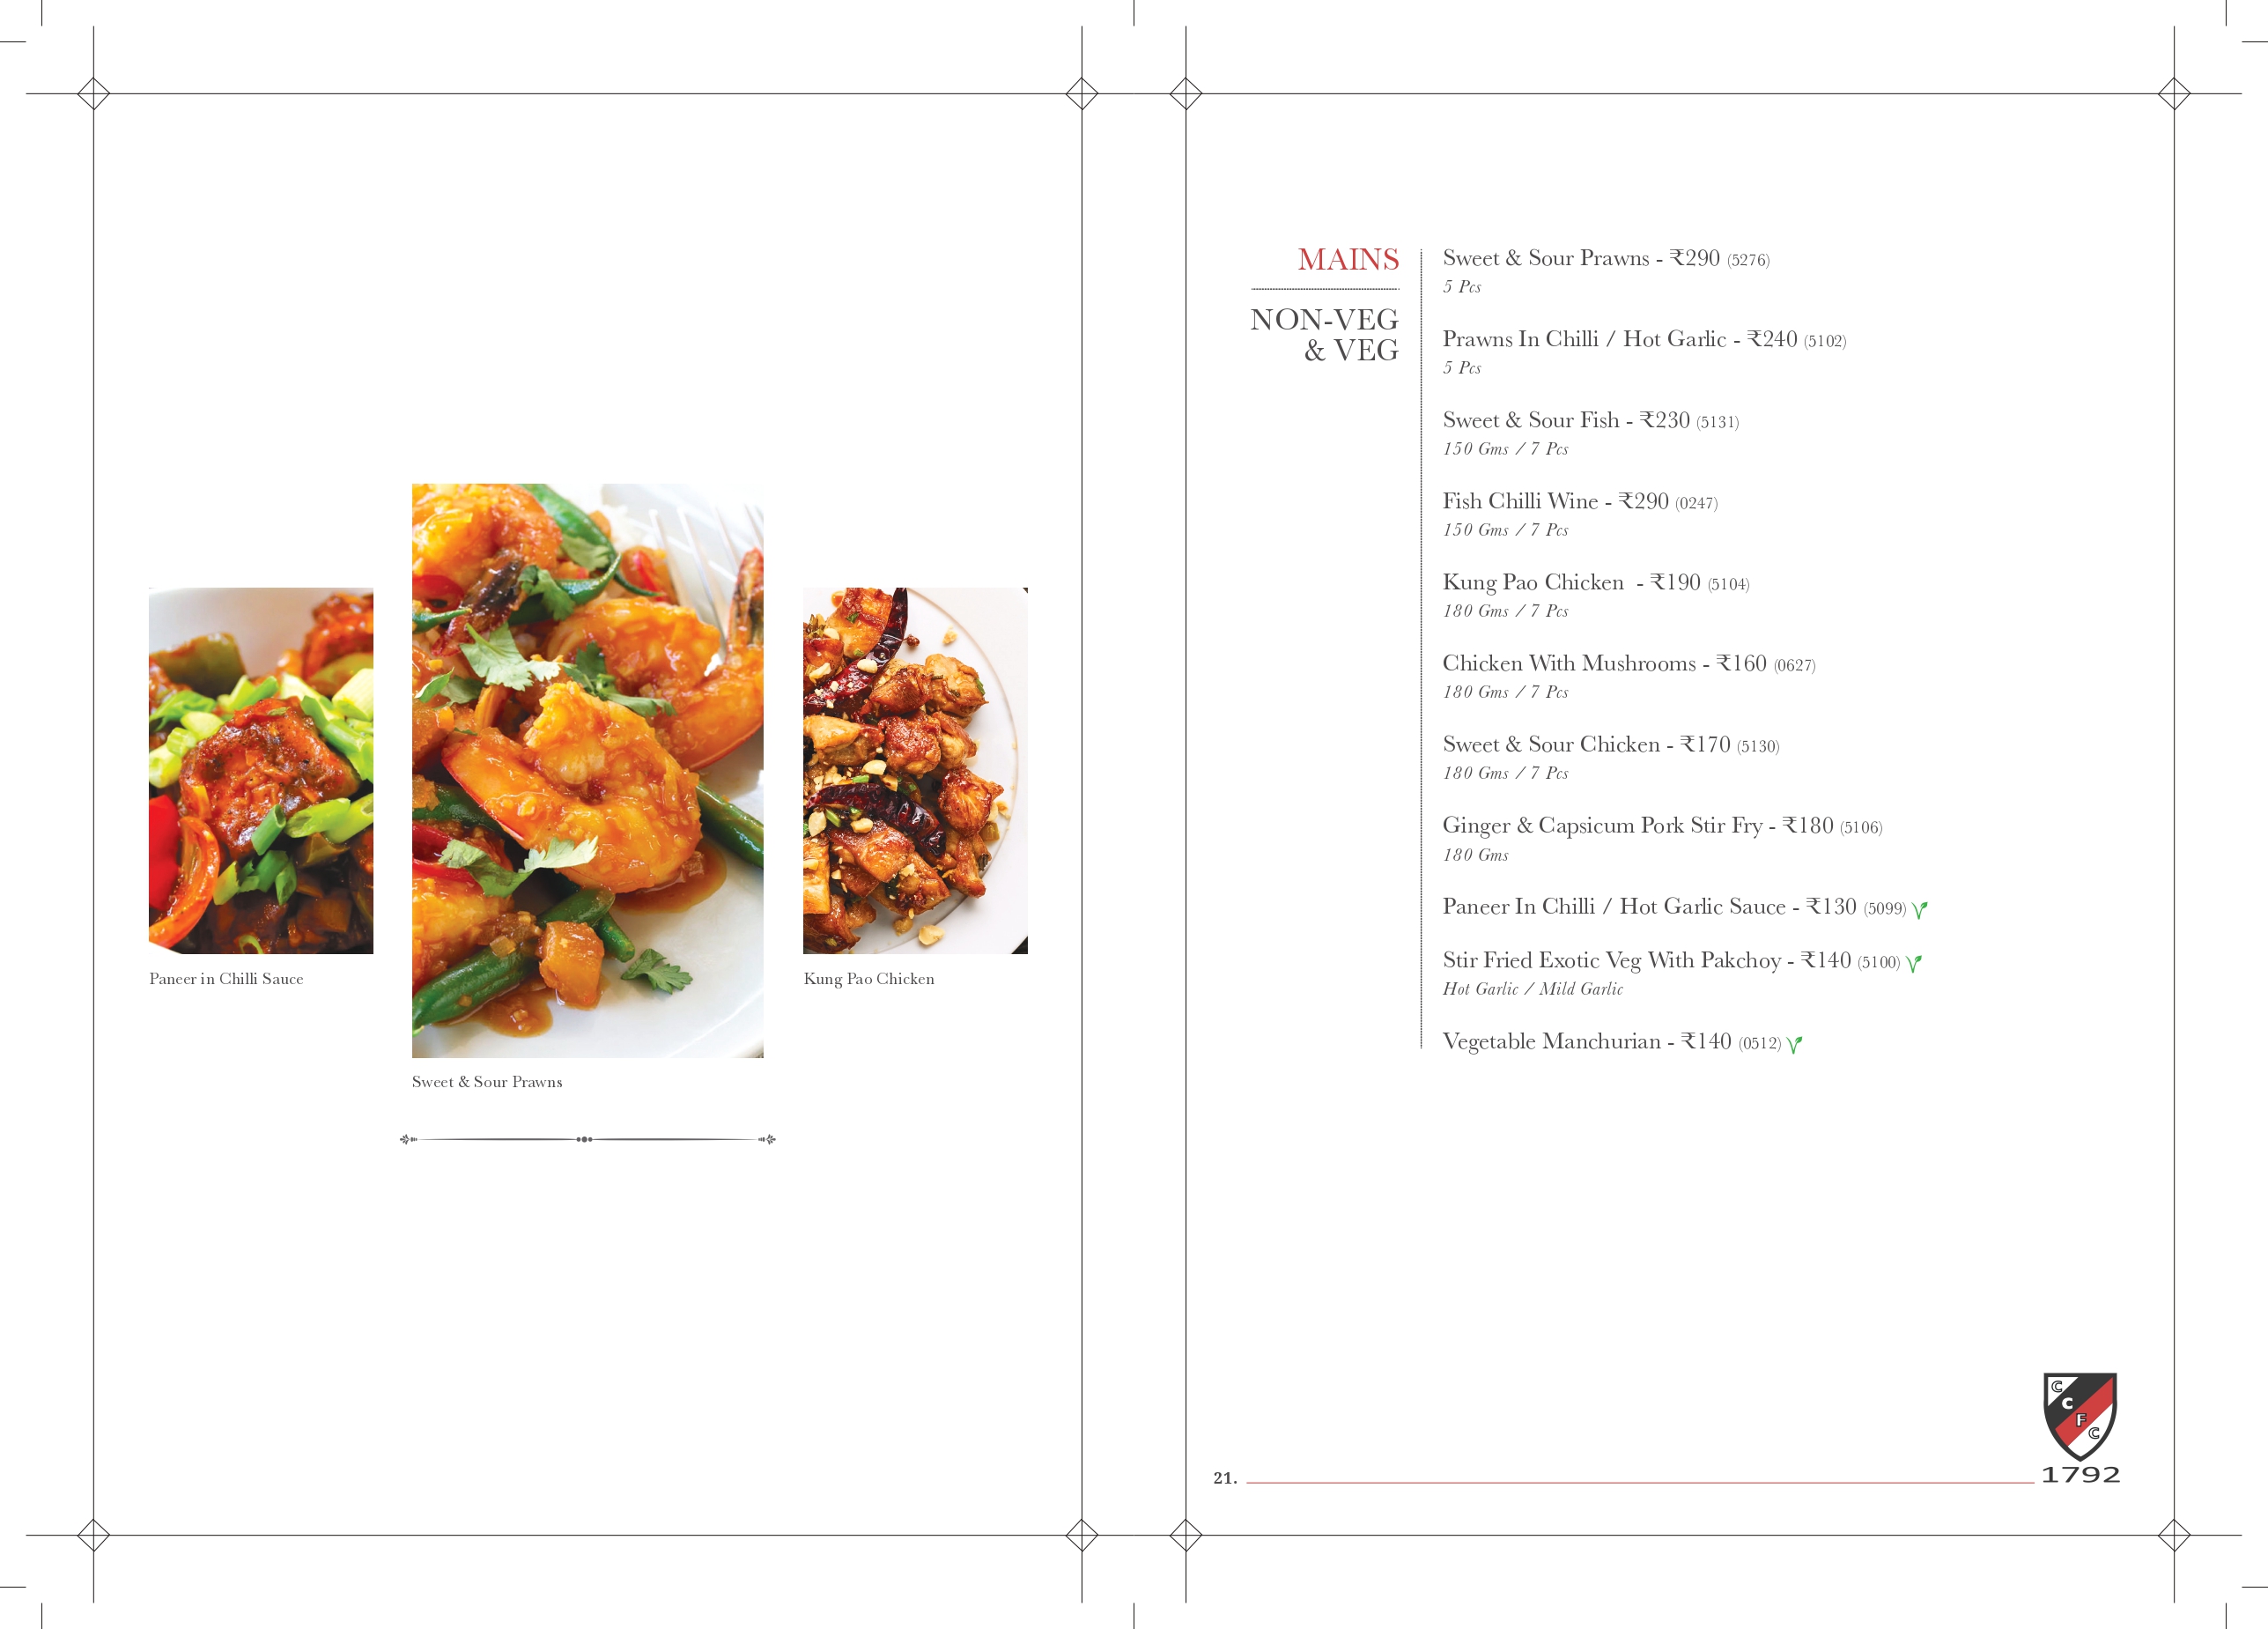 Paneer in Chilli Sauce
Sweet & Sour Prawns
Kung Pao Chicken
MAINS
NON-VEG
& VEG
Sweet & Sour Prawns - ₹290 (5276)
5 Pcs
Prawns In Chilli / Hot Garlic - ₹240 (5102)
5 Pcs
Sweet & Sour Fish - ₹230 (5131)
150 Gms / 7 Pcs
Fish Chilli Wine - ₹290 (0247)
150 Gms / 7 Pcs
Kung Pao Chicken - ₹190 (5104)
180 Gms / 7 Pcs
Chicken With Mushrooms - ₹160 (0627)
180 Gms / 7 Pcs
Sweet & Sour Chicken - ₹170 (5130)
180 Gms / 7 Pcs
Ginger & Capsicum Pork Stir Fry - ₹180 (5106)
180 Gms
Paneer In Chilli / Hot Garlic Sauce - ₹130 (5099)
Stir Fried Exotic Veg With Pakchoy - ₹140 (5100)
Hot Garlic / Mild Garlic
Vegetable Manchurian - ₹140 (0512)
21.
C
C
F
C
1792